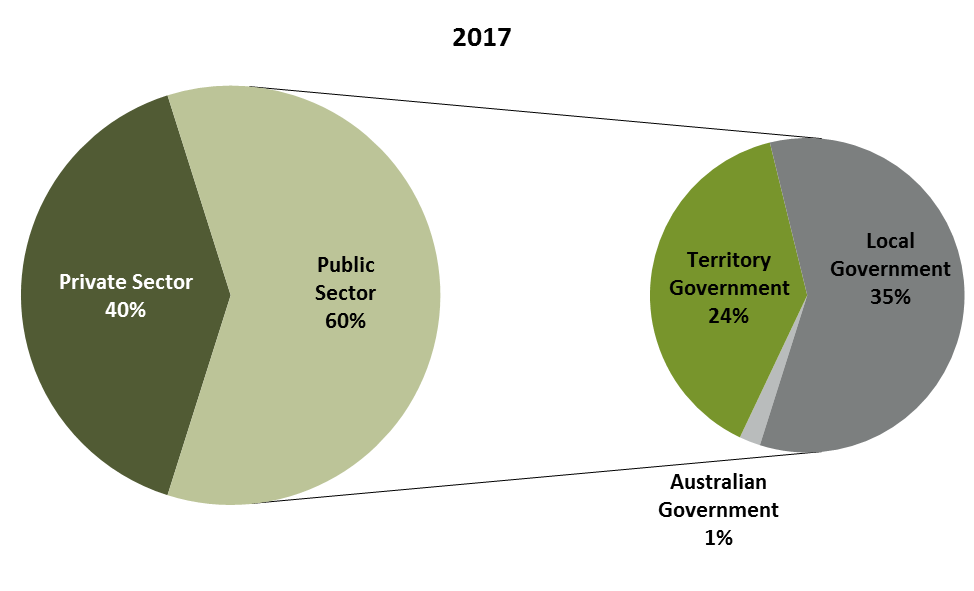 2017
Private Sector
40%
Public
Sector
60%
Territory
Government
24%
Local
Government
35%
Australian
Government
1%